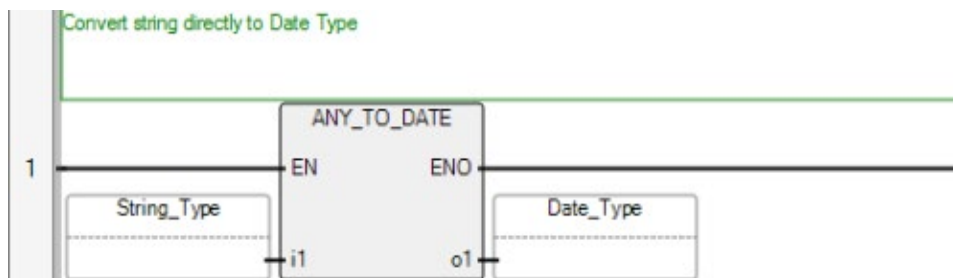 Convert string directly to Date Type
ANY_TO_DATE
1
EN ENO
String_Type Date_Type
i1 o1